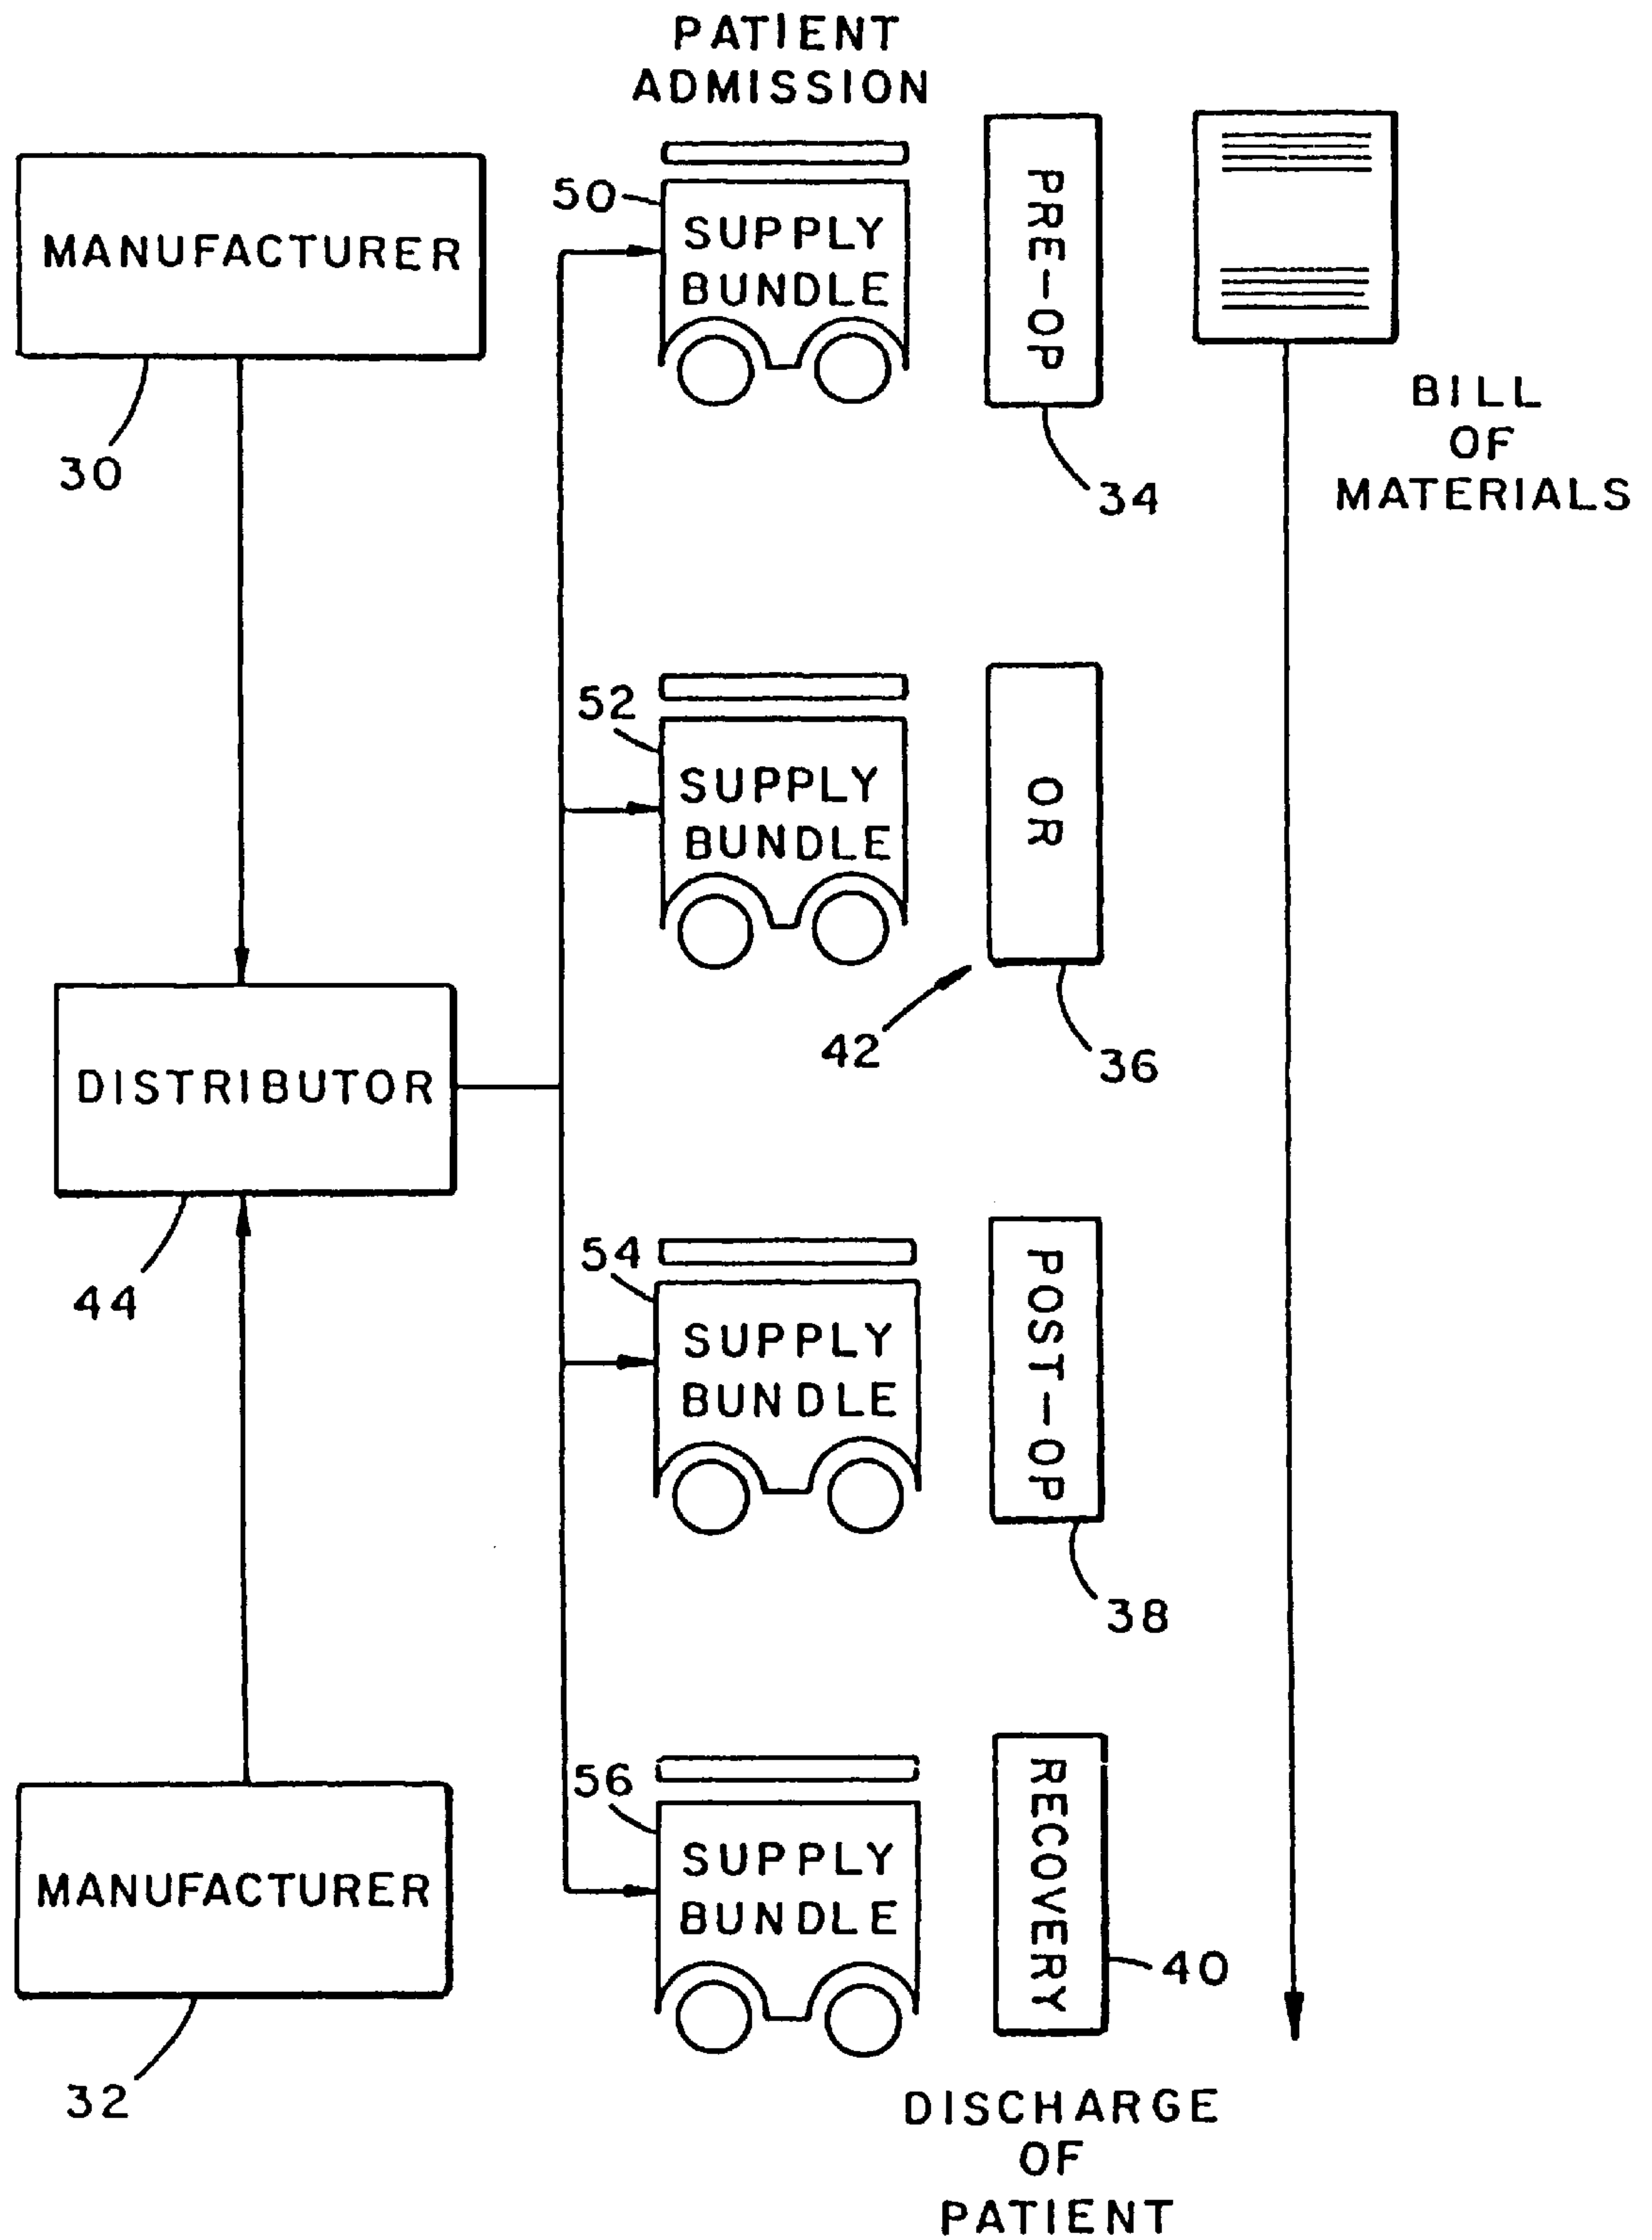 PATIENT
ADMISSION
MANUFACTURER
30
50
SUPPLY
BUNDLE
PRE-OP
34
BILL
OF
MATERIALS
52
SUPPLY
BUNDLE
OR
42
36
DISTRIBUTOR
44
54
SUPPLY
BUNDLE
POST-OP
38
MANUFACTURER
32
56
SUPPLY
BUNDLE
RECOVERY
40
DISCHARGE
OF
PATIENT